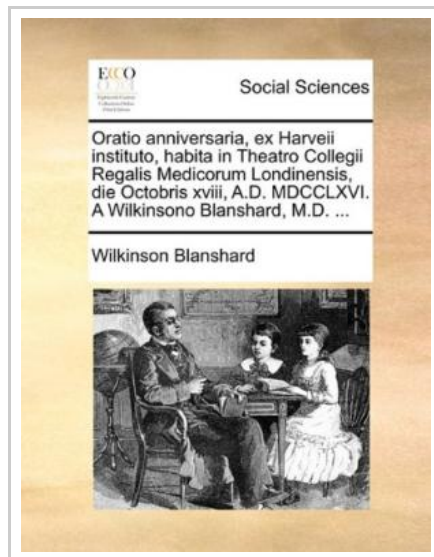 ECCO
Social Sciences
Oratio anniversaria, ex Harveii
instituto, habita in Theatro Collegii
Regalis Medicorum Londinensis,
die Octobris xviii, A.D. MDCCLXVI.
A Wilkinsono Blanshard, M.D. ...
Wilkinson Blanshard